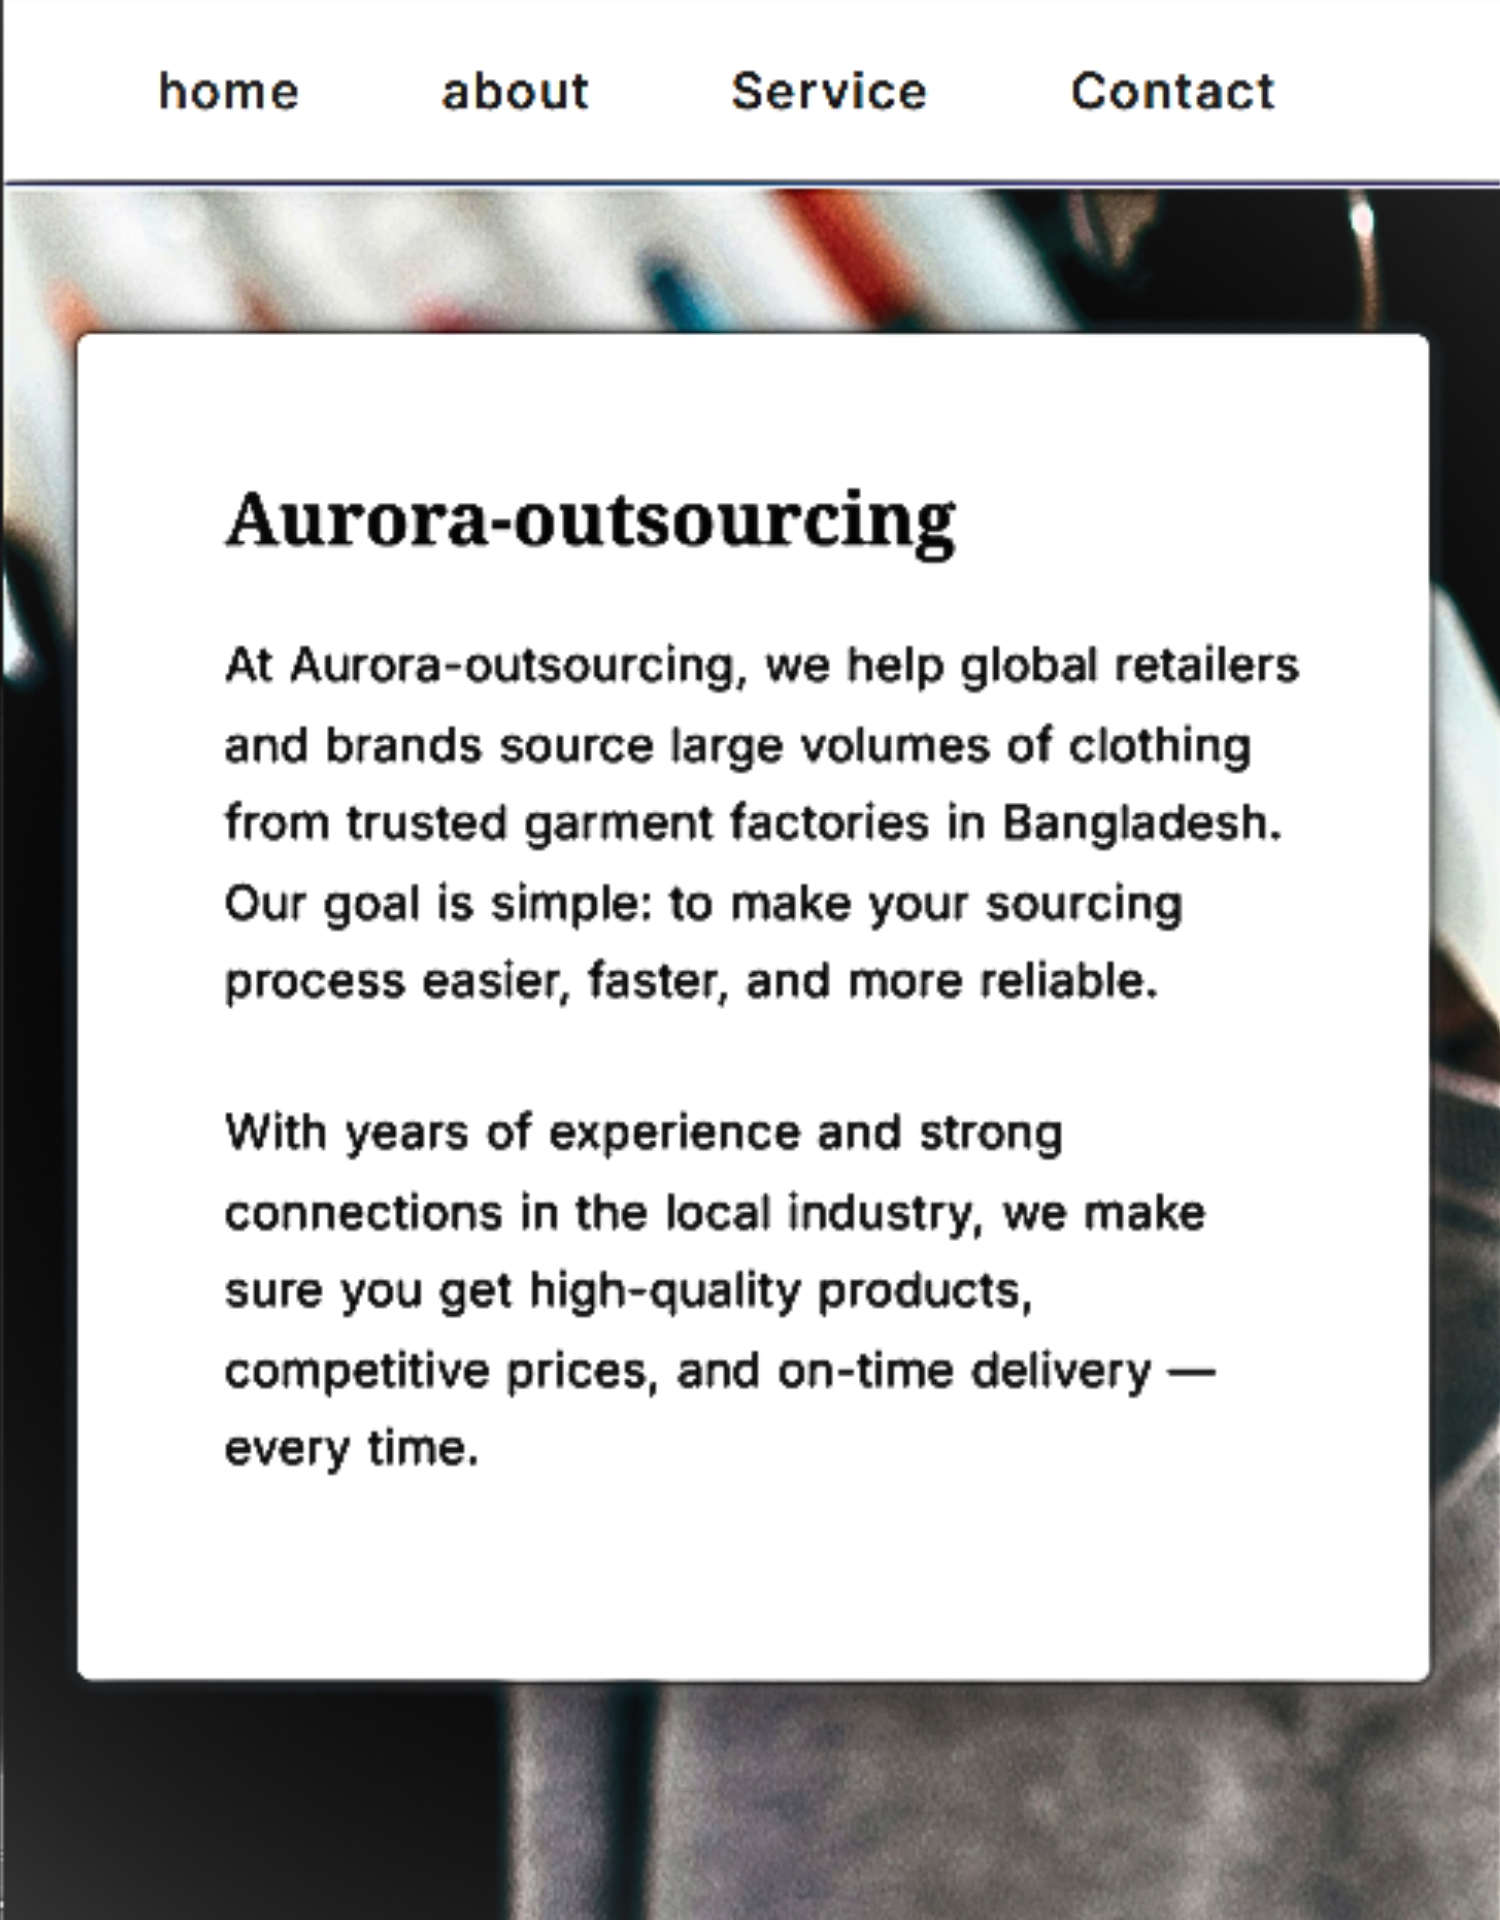 home about Service Contact
Aurora-outsourcing
At Aurora-outsourcing, we help global retailers
and brands source large volumes of clothing
from trusted garment factories in Bangladesh.
Our goal is simple: to make your sourcing
process easier, faster, and more reliable.
With years of experience and strong
connections in the local industry, we make
sure you get high-quality products,
competitive prices, and on-time delivery —
every time.